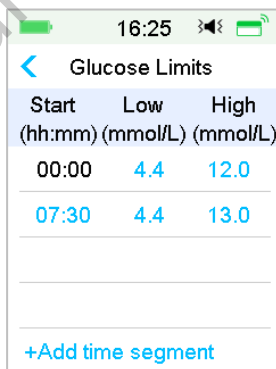 16:25
Glucose Limits
Start Low High
(hh:mm) (mmol/L) (mmol/L)
00:00 4.4 12.0
07:30 4.4 13.0
+Add time segment